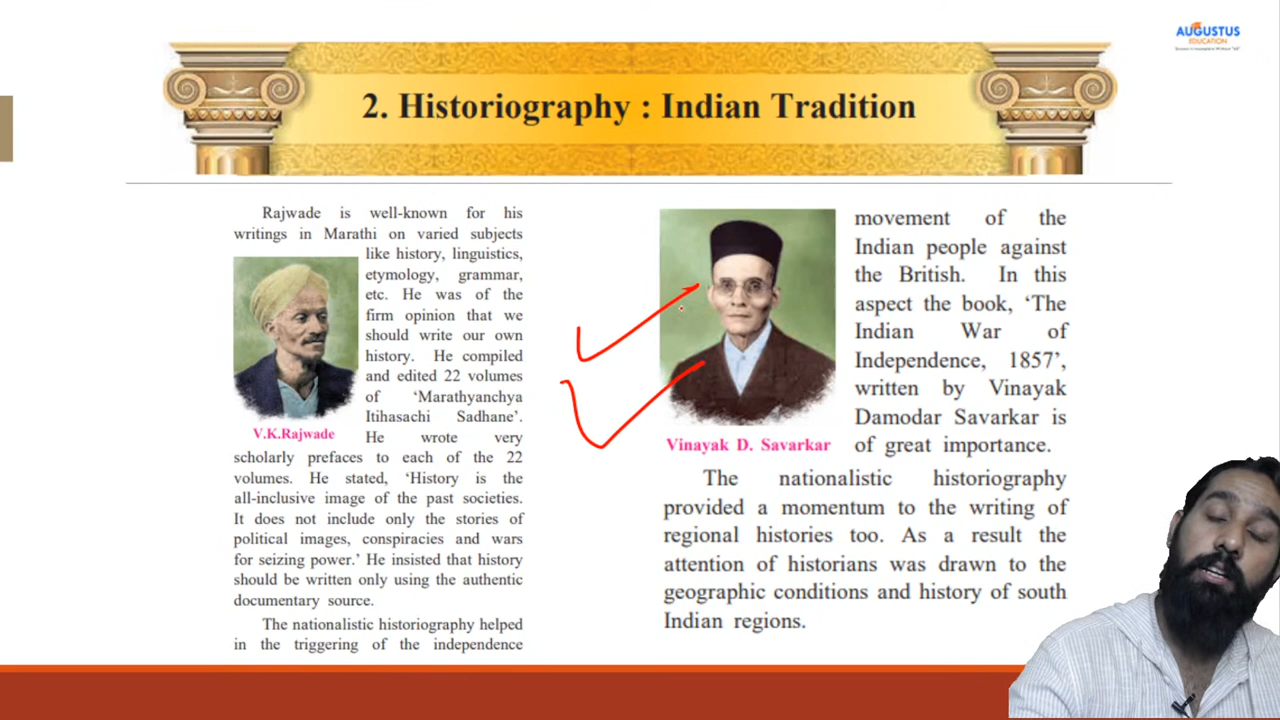 AUGUSTUS
EDUCATION
2. Historiography : Indian Tradition
Rajwade is well-known for his
writings in Marathi on varied subjects
like history, linguistics,
etymology, grammar,
etc. He was of the
firm opinion that we
should write our own
history. He compiled
and edited 22 volumes
of ‘Marathyanchya
Itihasachi Sadhane’.
He wrote very
scholarly prefaces to each of the 22
volumes. He stated, ‘History is the
all-inclusive image of the past societies.
It does not include only the stories of
political images, conspiracies and wars
for seizing power.’ He insisted that history
should be written only using the authentic
documentary source.
The nationalistic historiography helped
in the triggering of the independence
V.K.Rajwade
movement of the
Indian people against
the British. In this
aspect the book, ‘The
Indian War of
Independence, 1857’,
written by Vinayak
Damodar Savarkar is
of great importance.
Vinayak D. Savarkar
The nationalistic historiography
provided a momentum to the writing of
regional histories too. As a result the
attention of historians was drawn to the
geographic conditions and history of south
Indian regions.